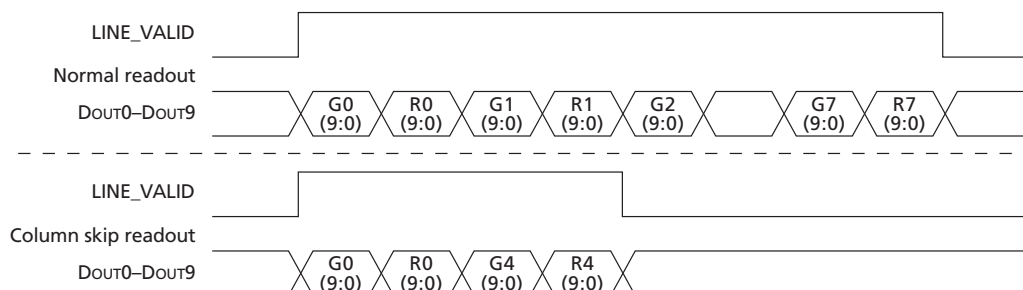 LINE_VALID
Normal readout
DOUT0–DOUT9
G0 (9:0) R0 (9:0) G1 (9:0) R1 (9:0) G2 (9:0) G7 (9:0) R7 (9:0)
LINE_VALID
Column skip readout
DOUT0–DOUT9
G0 (9:0) R0 (9:0) G4 (9:0) R4 (9:0)